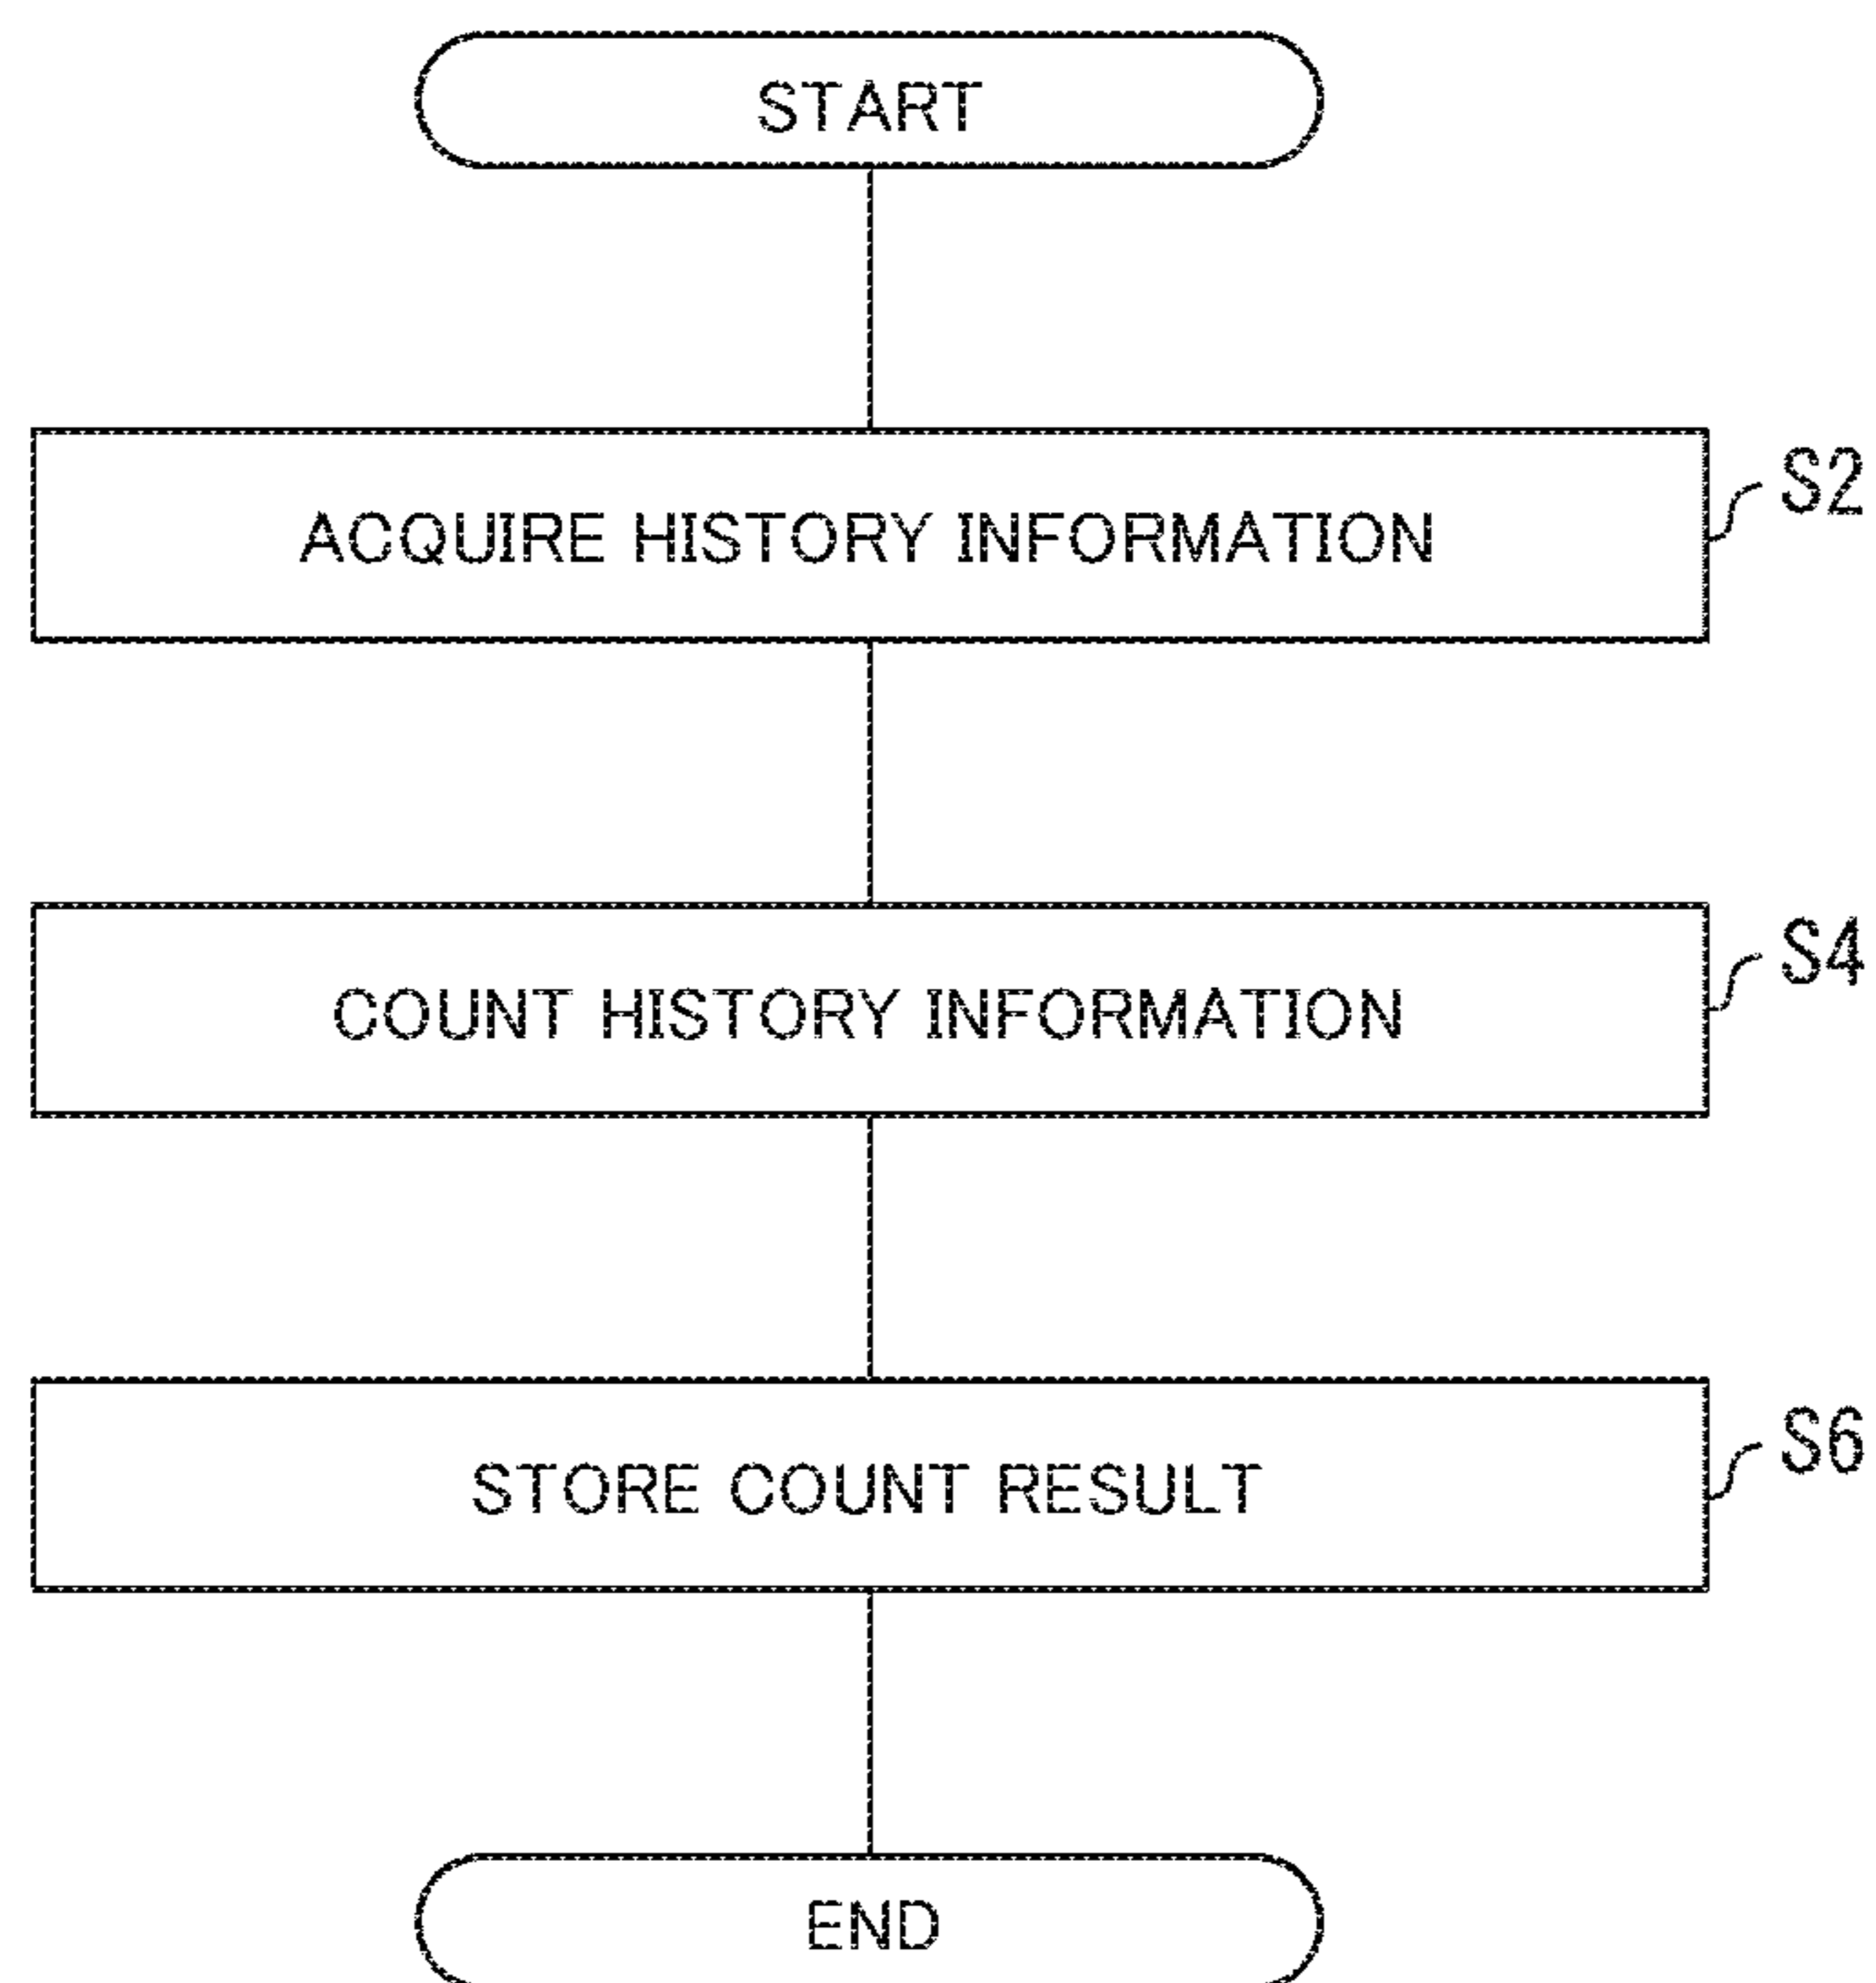 START
ACQUIRE HISTORY INFORMATION
S2
COUNT HISTORY INFORMATION
S4
STORE COUNT RESULT
S6
END